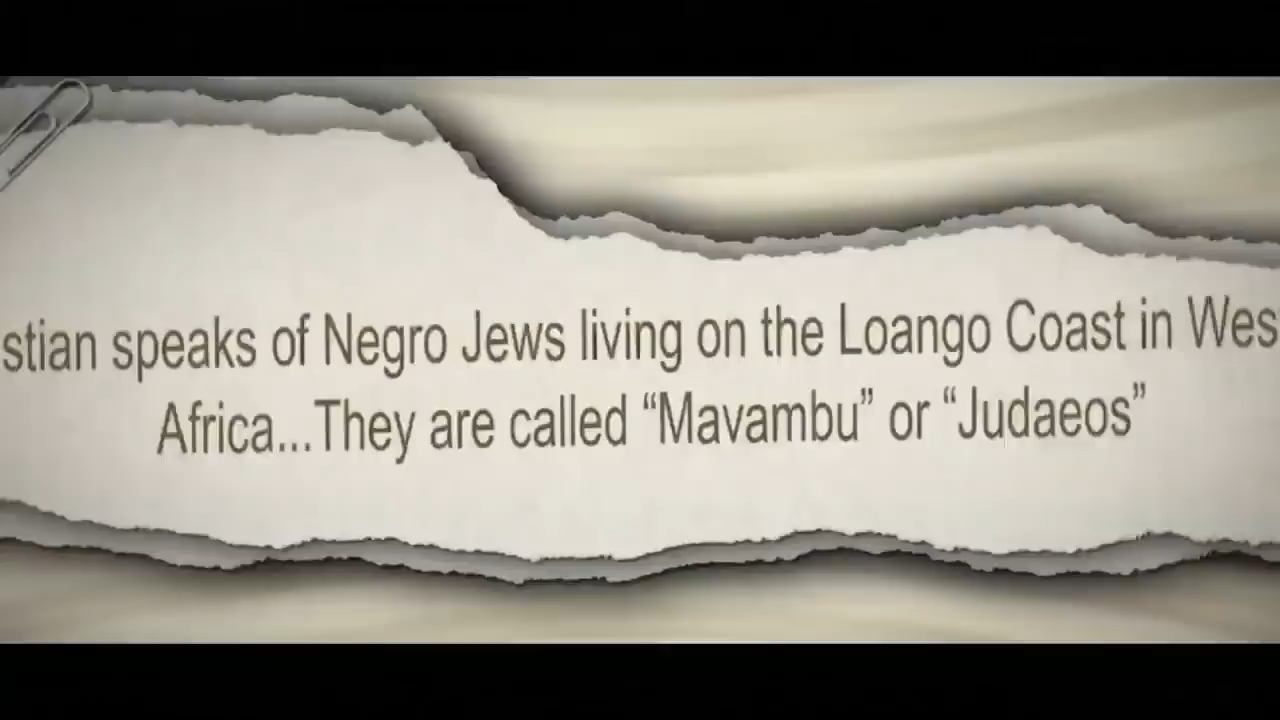 stian speaks of Negro Jews living on the Loango Coast in Wes
Africa...They are called “Mavambu” or “Judaeos”